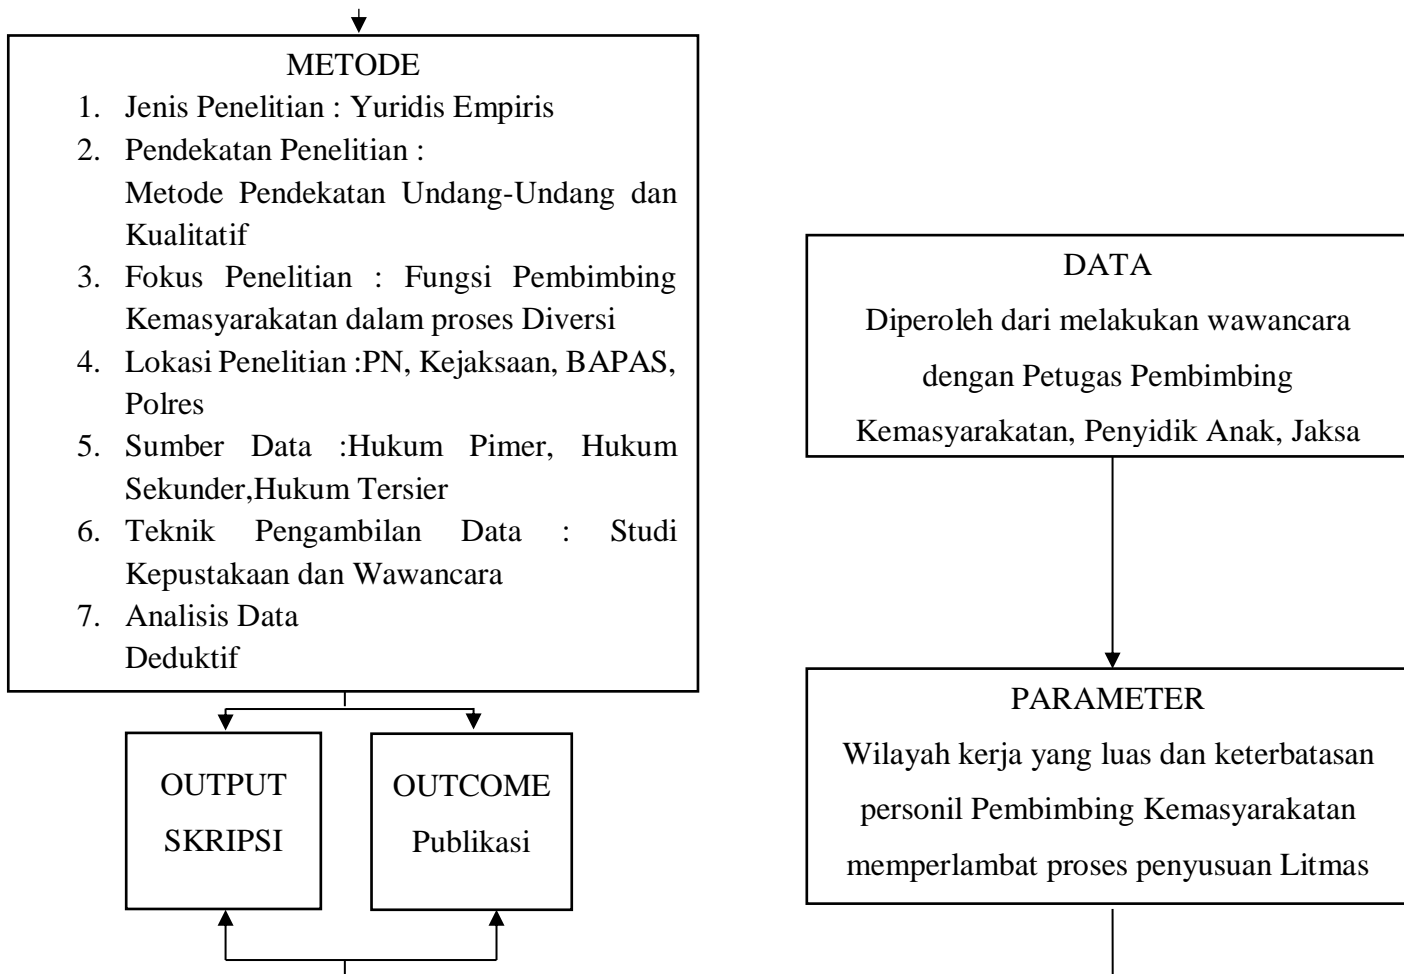 METODE
1. Jenis Penelitian : Yuridis Empiris
2. Pendekatan Penelitian :
Metode Pendekatan Undang-Undang dan
Kualitatif
3. Fokus Penelitian : Fungsi Pembimbing
Kemasyarakatan dalam proses Diversi
4. Lokasi Penelitian :PN, Kejaksaan, BAPAS,
Polres
5. Sumber Data :Hukum Pimer, Hukum
Sekunder,Hukum Tersier
6. Teknik Pengambilan Data : Studi
Kepustakaan dan Wawancara
7. Analisis Data
Deduktif
OUTPUT
SKRIPSI
OUTCOME
Publikasi
DATA
Diperoleh dari melakukan wawancara
dengan Petugas Pembimbing
Kemasyarakatan, Penyidik Anak, Jaksa
PARAMETER
Wilayah kerja yang luas dan keterbatasan
personil Pembimbing Kemasyarakatan
memperlambat proses penyusuan Litmas